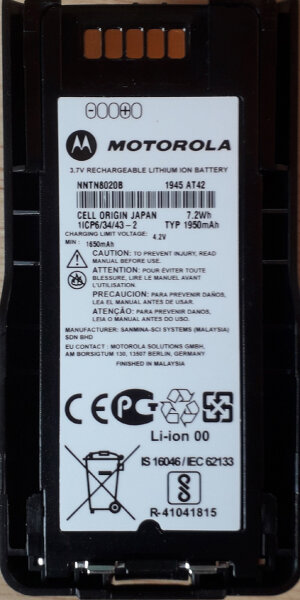 MOTOROLA
3.7V RECHARGEABLE LITHIUM ION BATTERY
NNTN8020B 1945 AT42
CELL ORIGIN JAPAN 7.2Wh
1ICP6/34/43-2 TYP 1950mAh
CHARGING LIMIT VOLTAGE: 4.2V
MIN : 1650mAh
CAUTION: TO PREVENT INJURY, READ
MANUAL BEFORE USE.
ATTENTION: POUR ÉVITER TOUTE
BLESSURE, LIRE LE MANUEL AVANT
L'UTILISATION.
PRECAUCION: PARA PREVENIR DAÑOS,
LEA EL MANUAL ANTES DE USAR.
ATENÇÃO: PARA PREVENIR DANOS,
LEIA O MANUAL ANTES DE USAR.
MANUFACTURER: SANMINA-SCI SYSTEMS (MALAYSIA)
SDN BHD
EU CONTACT : MOTOROLA SOLUTIONS GMBH,
AM BORSIGTUM 130, 13507 BERLIN, GERMANY
FINISHED IN MALAYSIA
CE
Li-ion 00
IS 16046 / IEC 62133
R-41041815